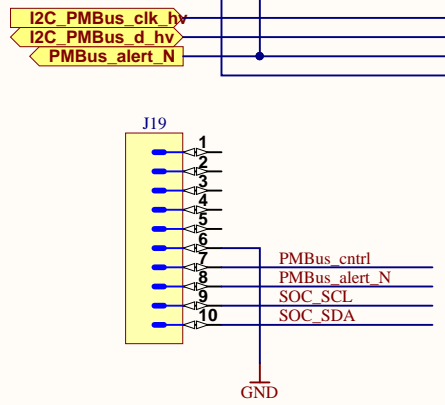 I2C_PMBus_clk_hv
I2C_PMBus_d_hv
PMBus_alert_N
J19
1
2
3
4
5
6
7 PMBus_cntrl
8 PMBus_alert_N
9 SOC_SCL
10 SOC_SDA
GND